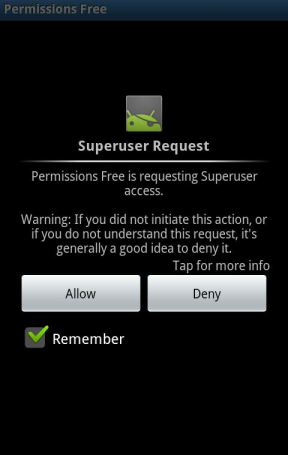 Permissions Free
Superuser Request
Permissions Free is requesting Superuser
access.
Warning: If you did not initiate this action, or
if you do not understand this request, it's
generally a good idea to deny it.
Tap for more info
Allow
Deny
Remember